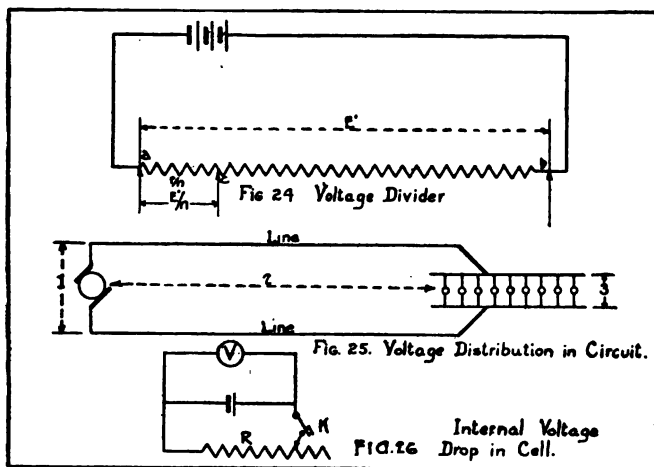 E'
a b
r/n c
E'/n
Fig 24 Voltage Divider
Line
1 2 3
Line
Fig. 25. Voltage Distribution in Circuit.
V
K
R
Internal Voltage
FIG.26 Drop in Cell.